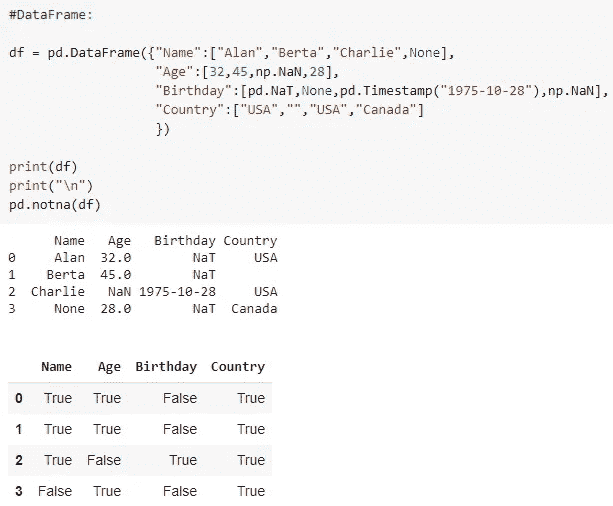 #DataFrame:
df = pd.DataFrame({"Name":["Alan","Berta","Charlie",None],
"Age":[32,45,np.NaN,28],
"Birthday":[pd.NaT,None,pd.Timestamp("1975-10-28"),np.NaN],
"Country":["USA","","USA","Canada"]
})
print(df)
print("\n")
pd.notna(df)
Name Age Birthday Country
0 Alan 32.0 NaT USA
1 Berta 45.0 NaT
2 Charlie NaN 1975-10-28 USA
3 None 28.0 NaT Canada
Name Age Birthday Country
0 True True False True
1 True True False True
2 True False True True
3 False True False True